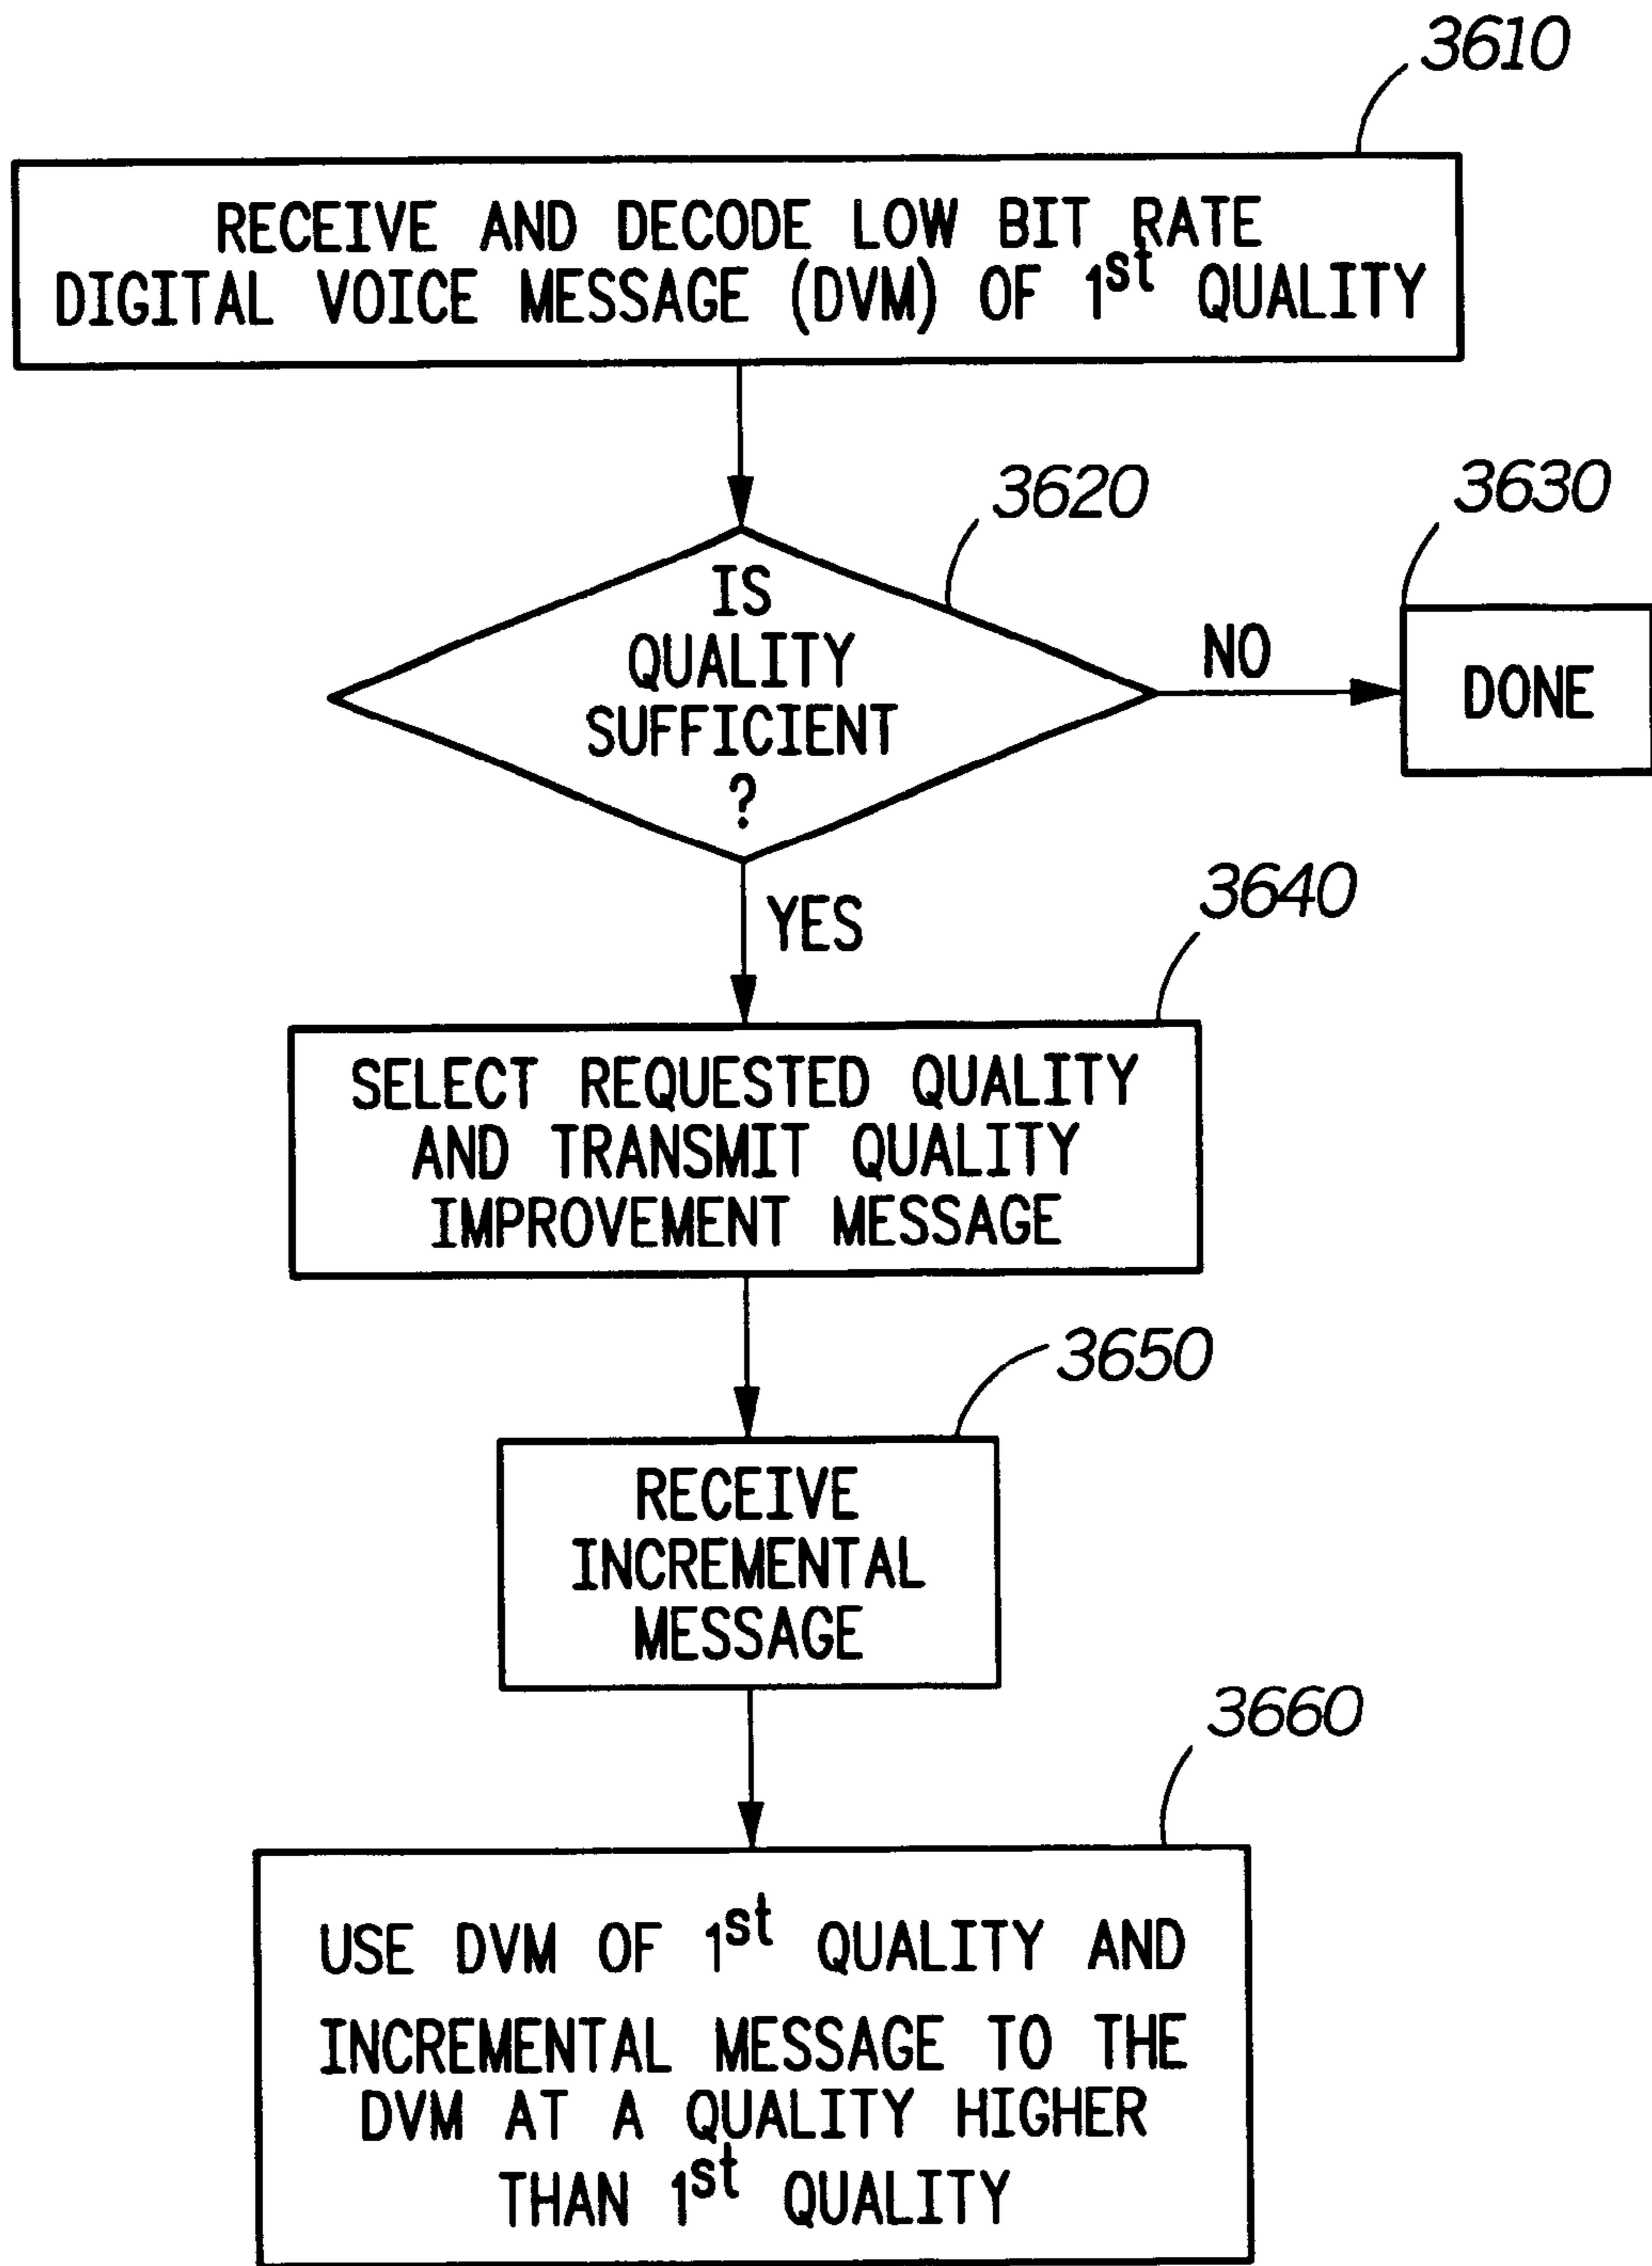 3610
RECEIVE AND DECODE LOW BIT RATE
DIGITAL VOICE MESSAGE (DVM) OF 1st QUALITY
3620
3630
IS
QUALITY
SUFFICIENT
?
NO
DONE
YES
3640
SELECT REQUESTED QUALITY
AND TRANSMIT QUALITY
IMPROVEMENT MESSAGE
3650
RECEIVE
INCREMENTAL
MESSAGE
3660
USE DVM OF 1st QUALITY AND
INCREMENTAL MESSAGE TO THE
DVM AT A QUALITY HIGHER
THAN 1st QUALITY